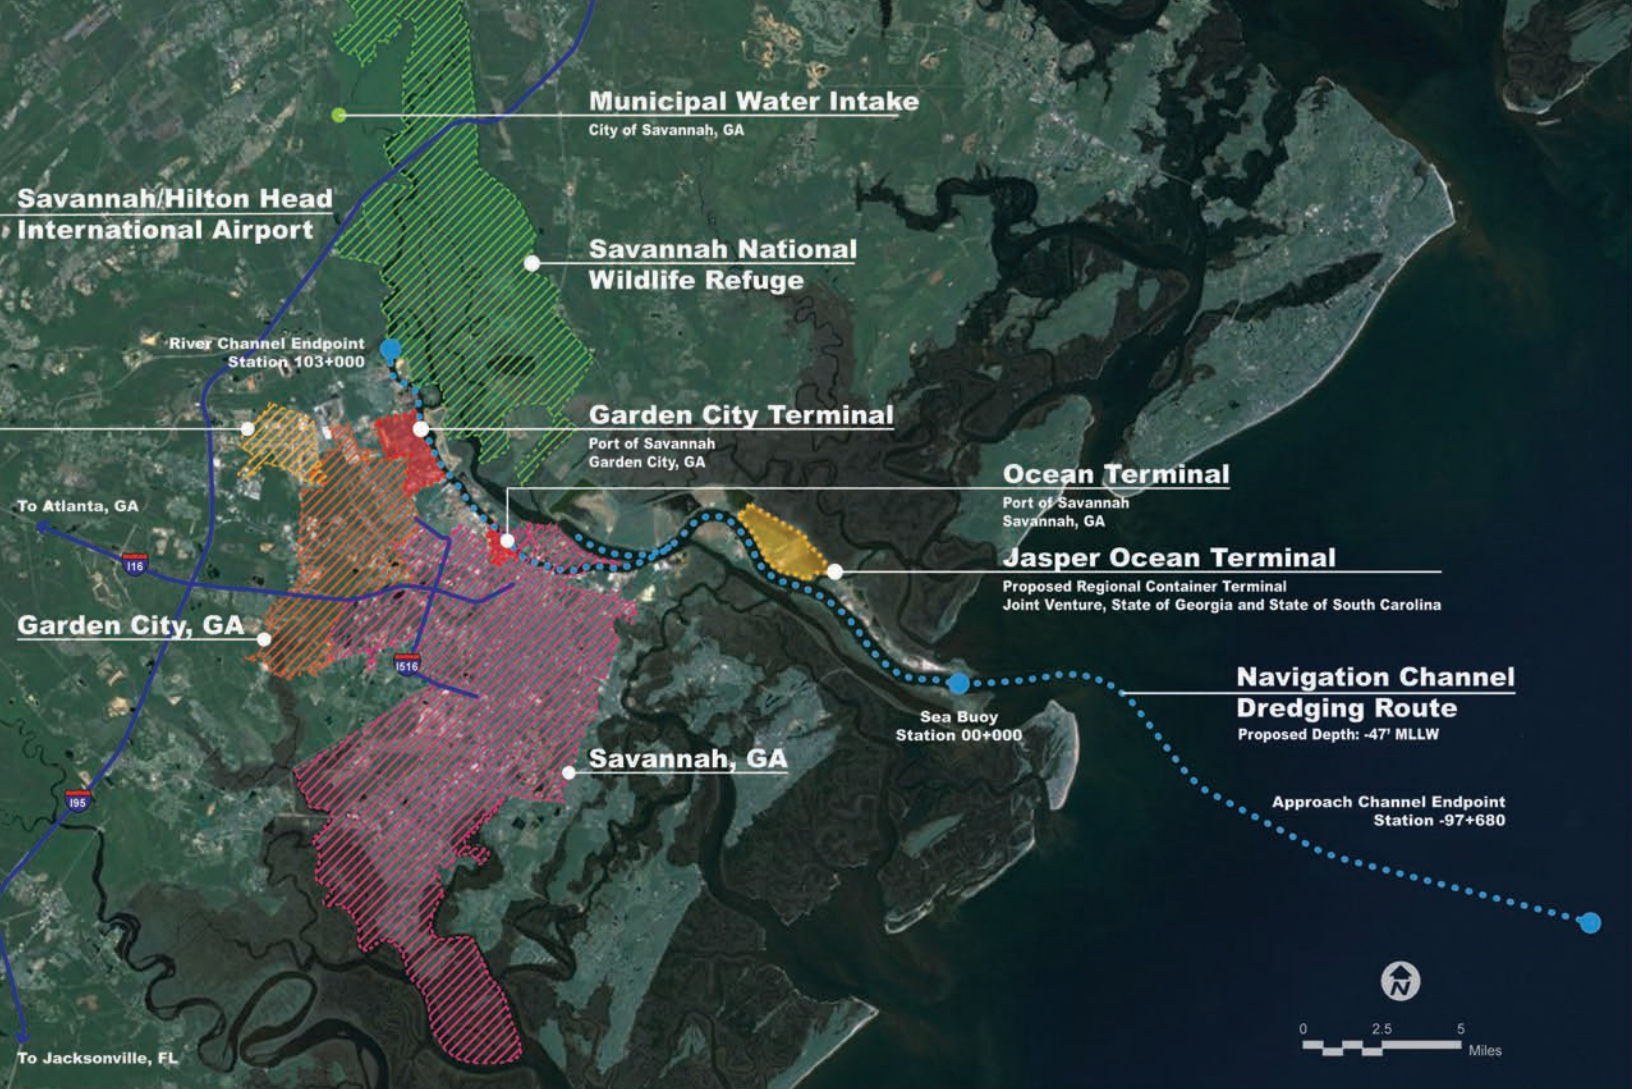 Municipal Water Intake
City of Savannah, GA
Savannah/Hilton Head
International Airport
Savannah National
Wildlife Refuge
River Channel Endpoint
Station 103+000
Garden City Terminal
Port of Savannah
Garden City, GA
Ocean Terminal
Port of Savannah
Savannah, GA
To Atlanta, GA
I16
Jasper Ocean Terminal
Proposed Regional Container Terminal
Joint Venture, State of Georgia and State of South Carolina
Garden City, GA
I516
Navigation Channel
Dredging Route
Proposed Depth: -47' MLLW
Sea Buoy
Station 00+000
Savannah, GA
I95
Approach Channel Endpoint
Station -97+680
N
0 2.5 5
Miles
To Jacksonville, FL